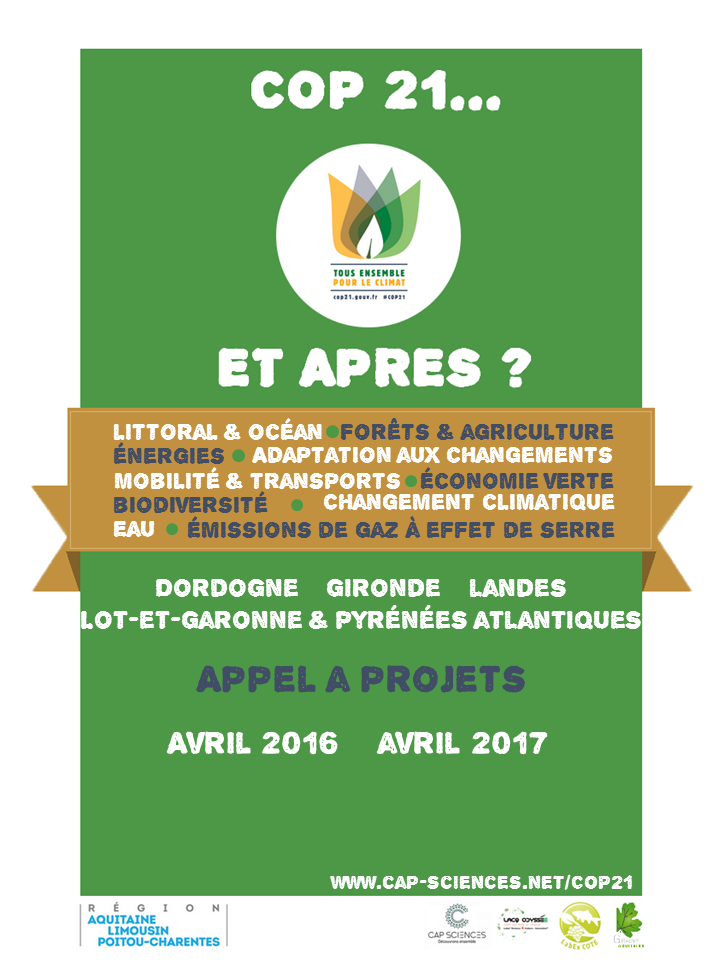 COP 21...
TOUS ENSEMBLE
POUR LE CLIMAT
cop21.gouv.fr #COP21
ET APRES ?
LITTORAL & OCÉAN • FORÊTS & AGRICULTURE
ÉNERGIES • ADAPTATION AUX CHANGEMENTS
MOBILITÉ & TRANSPORTS • ÉCONOMIE VERTE
BIODIVERSITÉ • CHANGEMENT CLIMATIQUE
EAU • ÉMISSIONS DE GAZ À EFFET DE SERRE
DORDOGNE GIRONDE LANDES
LOT-ET-GARONNE & PYRÉNÉES ATLANTIQUES
APPEL A PROJETS
AVRIL 2016 AVRIL 2017
WWW.CAP-SCIENCES.NET/COP21
RÉGION
AQUITAINE
LIMOUSIN
POITOU-CHARENTES
CAP SCIENCES
Découvrons ensemble
LACQ ODYSSÉE
LabEx COTE